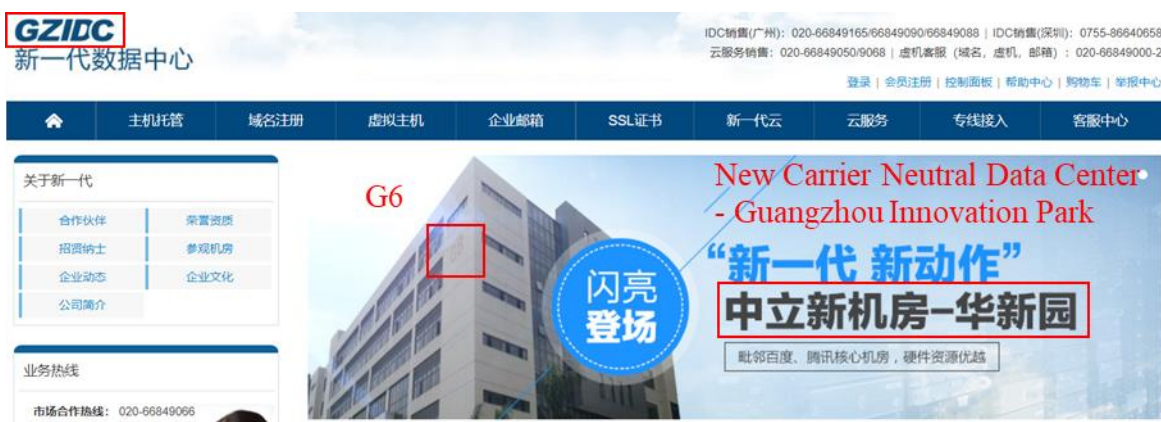 GZIDC
新一代数据中心
IDC销售(广州)：020-66849165/66849090/66849088 | IDC销售(深圳)：0755-86640658
云服务销售：020-66849050/9068 | 虚机客服（域名，虚机，邮箱）：020-66849000-2
登录 | 会员注册 | 控制面板 | 帮助中心 | 购物车 | 举报中心
主机托管 域名注册 虚拟主机 企业邮箱 SSL证书 新一代云 云服务 专线接入 客服中心
关于新一代
合作伙伴 荣誉资质
招贤纳士 参观机房
企业动态 企业文化
公司简介
业务热线
市场合作热线： 020-66849066
G6
G6
New Carrier Neutral Data Center
- Guangzhou Innovation Park
“新一代 新动作”
闪亮
登场
中立新机房-华新园
毗邻百度、腾讯核心机房，硬件资源优越